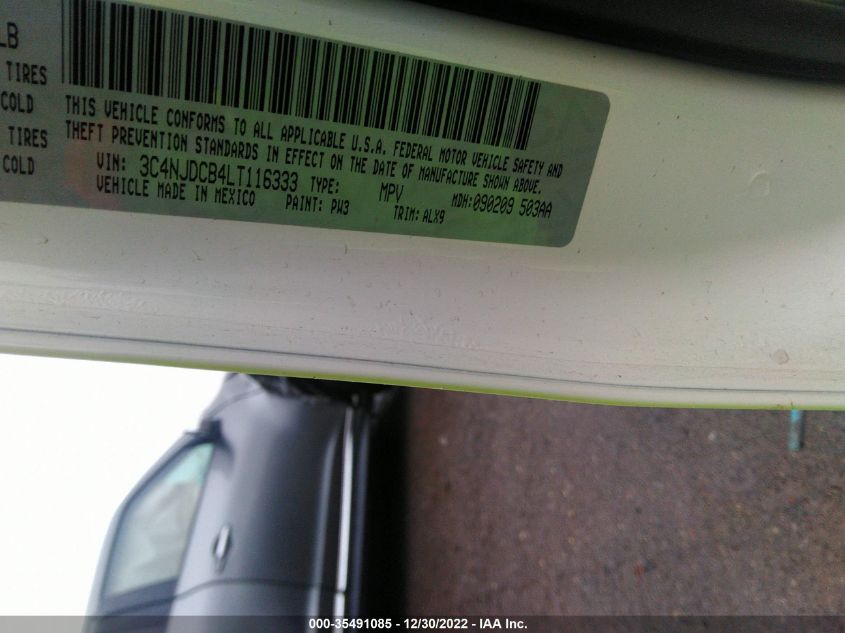 LB
TIRES
COLD
TIRES
COLD
THIS VEHICLE CONFORMS TO ALL APPLICABLE U.S.A. FEDERAL MOTOR VEHICLE SAFETY AND
THEFT PREVENTION STANDARDS IN EFFECT ON THE DATE OF MANUFACTURE SHOWN ABOVE.
VIN: 3C4NJDCB4LT116333 TYPE: MPV MDH:090209 503AA
VEHICLE MADE IN MEXICO PAINT: PW3 TRIM: ALX9
000-35491085 - 12/30/2022 - IAA Inc.